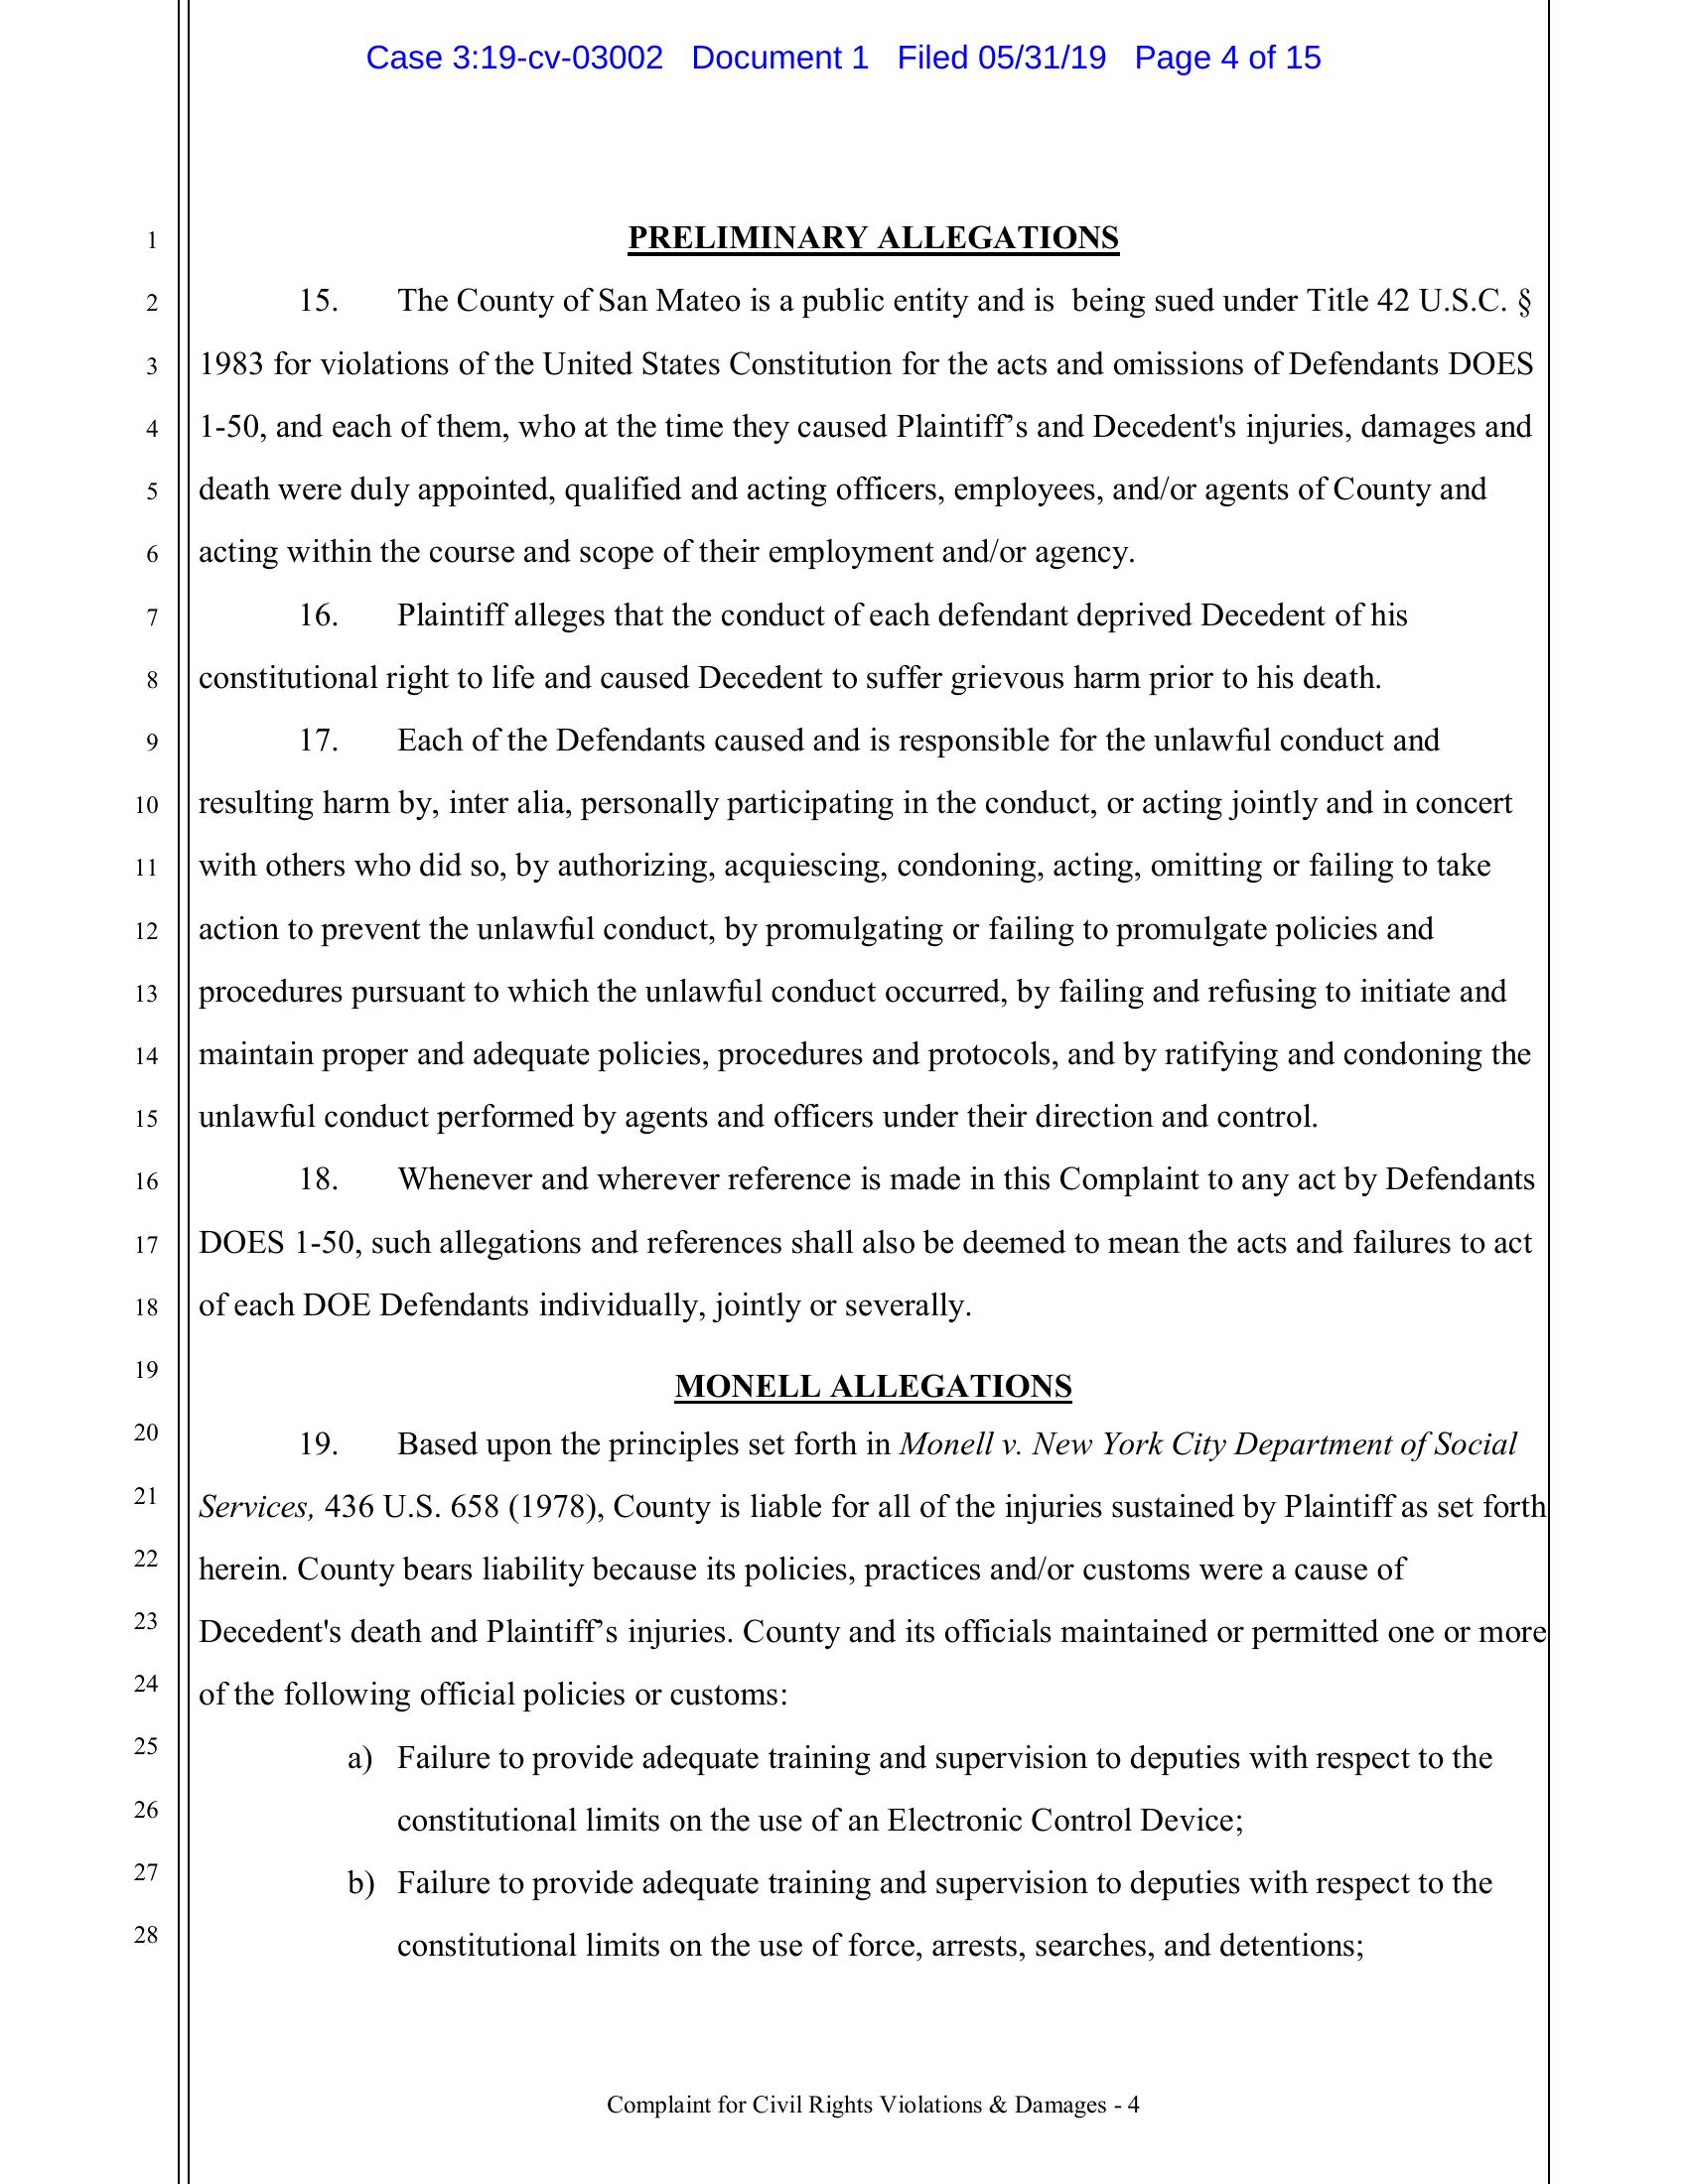 Case 3:19-cv-03002 Document 1 Filed 05/31/19 Page 4 of 15
1 PRELIMINARY ALLEGATIONS
2 15. The County of San Mateo is a public entity and is being sued under Title 42 U.S.C. §
3 1983 for violations of the United States Constitution for the acts and omissions of Defendants DOES
4 1-50, and each of them, who at the time they caused Plaintiff’s and Decedent's injuries, damages and
5 death were duly appointed, qualified and acting officers, employees, and/or agents of County and
6 acting within the course and scope of their employment and/or agency.
7 16. Plaintiff alleges that the conduct of each defendant deprived Decedent of his
8 constitutional right to life and caused Decedent to suffer grievous harm prior to his death.
9 17. Each of the Defendants caused and is responsible for the unlawful conduct and
10 resulting harm by, inter alia, personally participating in the conduct, or acting jointly and in concert
11 with others who did so, by authorizing, acquiescing, condoning, acting, omitting or failing to take
12 action to prevent the unlawful conduct, by promulgating or failing to promulgate policies and
13 procedures pursuant to which the unlawful conduct occurred, by failing and refusing to initiate and
14 maintain proper and adequate policies, procedures and protocols, and by ratifying and condoning the
15 unlawful conduct performed by agents and officers under their direction and control.
16 18. Whenever and wherever reference is made in this Complaint to any act by Defendants
17 DOES 1-50, such allegations and references shall also be deemed to mean the acts and failures to act
18 of each DOE Defendants individually, jointly or severally.
19 MONELL ALLEGATIONS
20 19. Based upon the principles set forth in Monell v. New York City Department of Social
21 Services, 436 U.S. 658 (1978), County is liable for all of the injuries sustained by Plaintiff as set forth
22 herein. County bears liability because its policies, practices and/or customs were a cause of
23 Decedent's death and Plaintiff’s injuries. County and its officials maintained or permitted one or more
24 of the following official policies or customs:
25 a) Failure to provide adequate training and supervision to deputies with respect to the
26 constitutional limits on the use of an Electronic Control Device;
27 b) Failure to provide adequate training and supervision to deputies with respect to the
28 constitutional limits on the use of force, arrests, searches, and detentions;
Complaint for Civil Rights Violations & Damages - 4